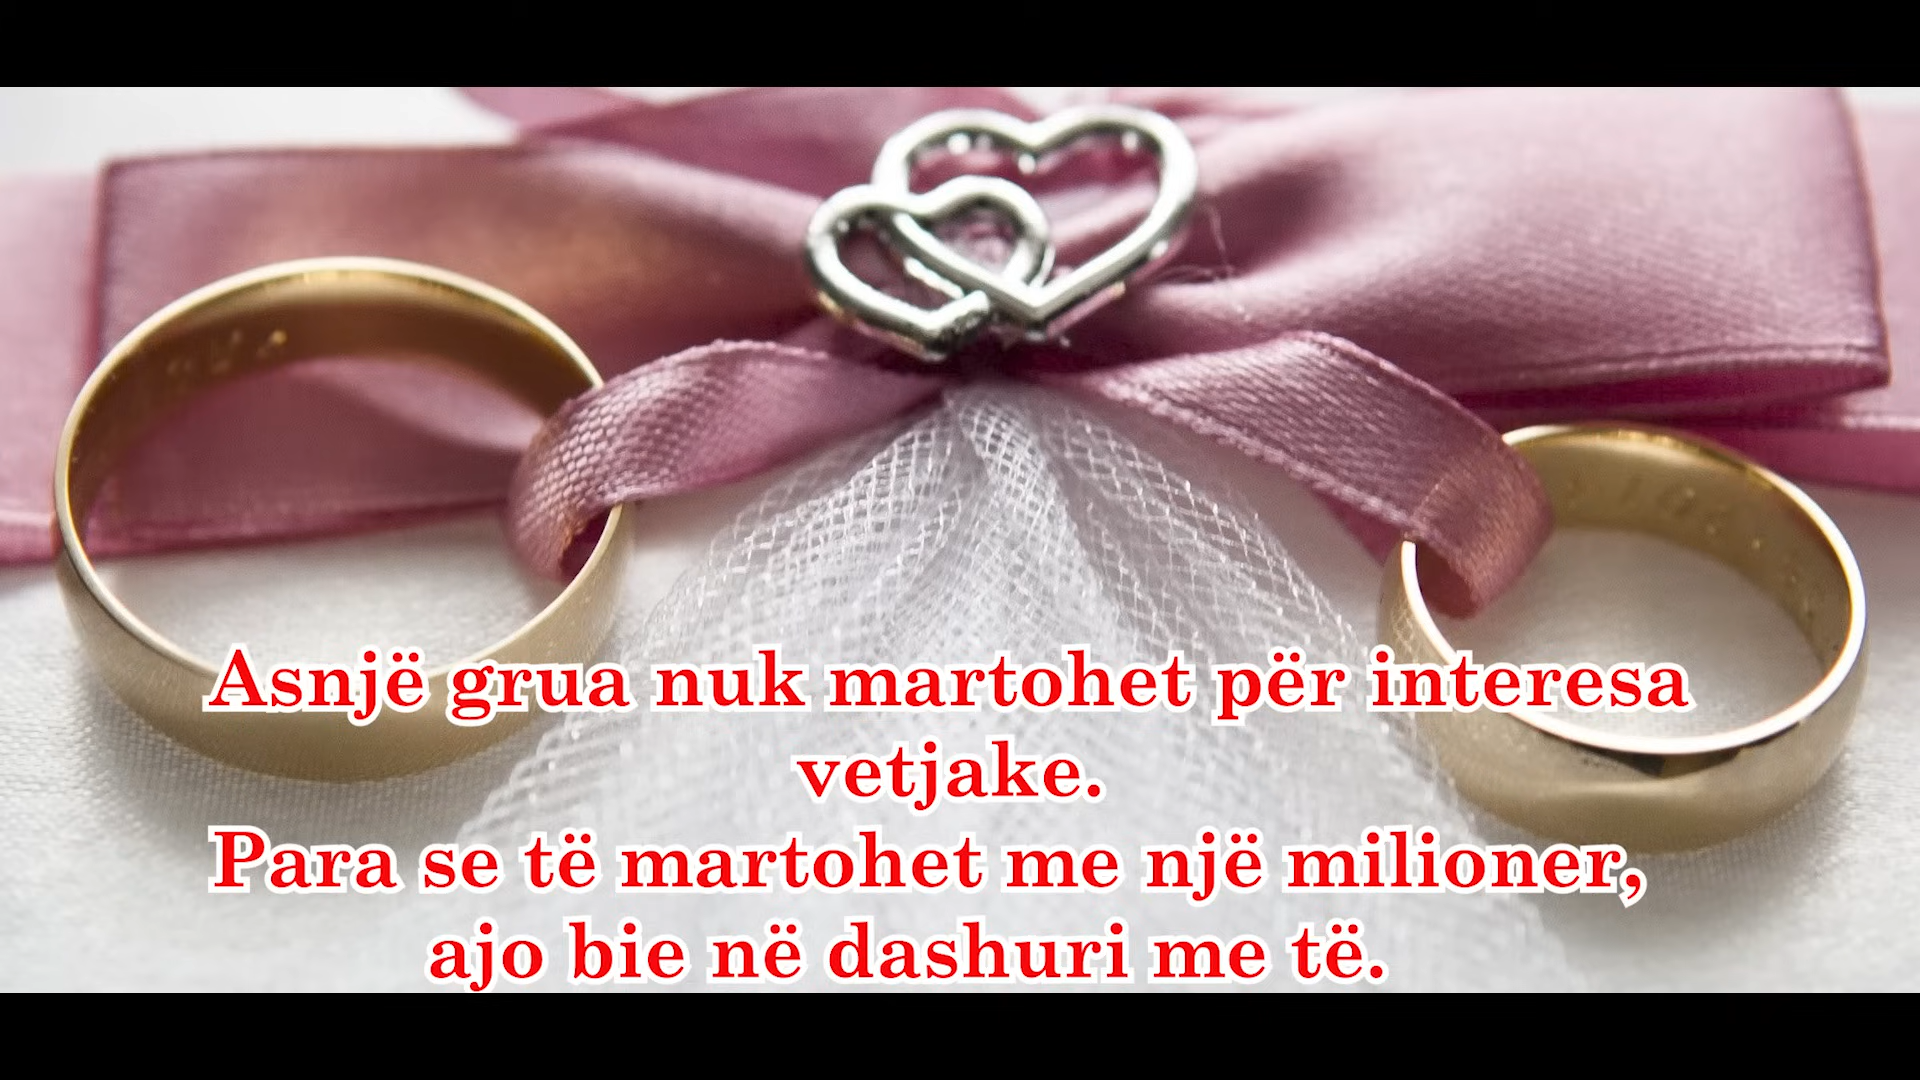 Asnjë grua nuk martohet për interesa
vetjake.
Para se të martohet me një milioner,
ajo bie në dashuri me të.